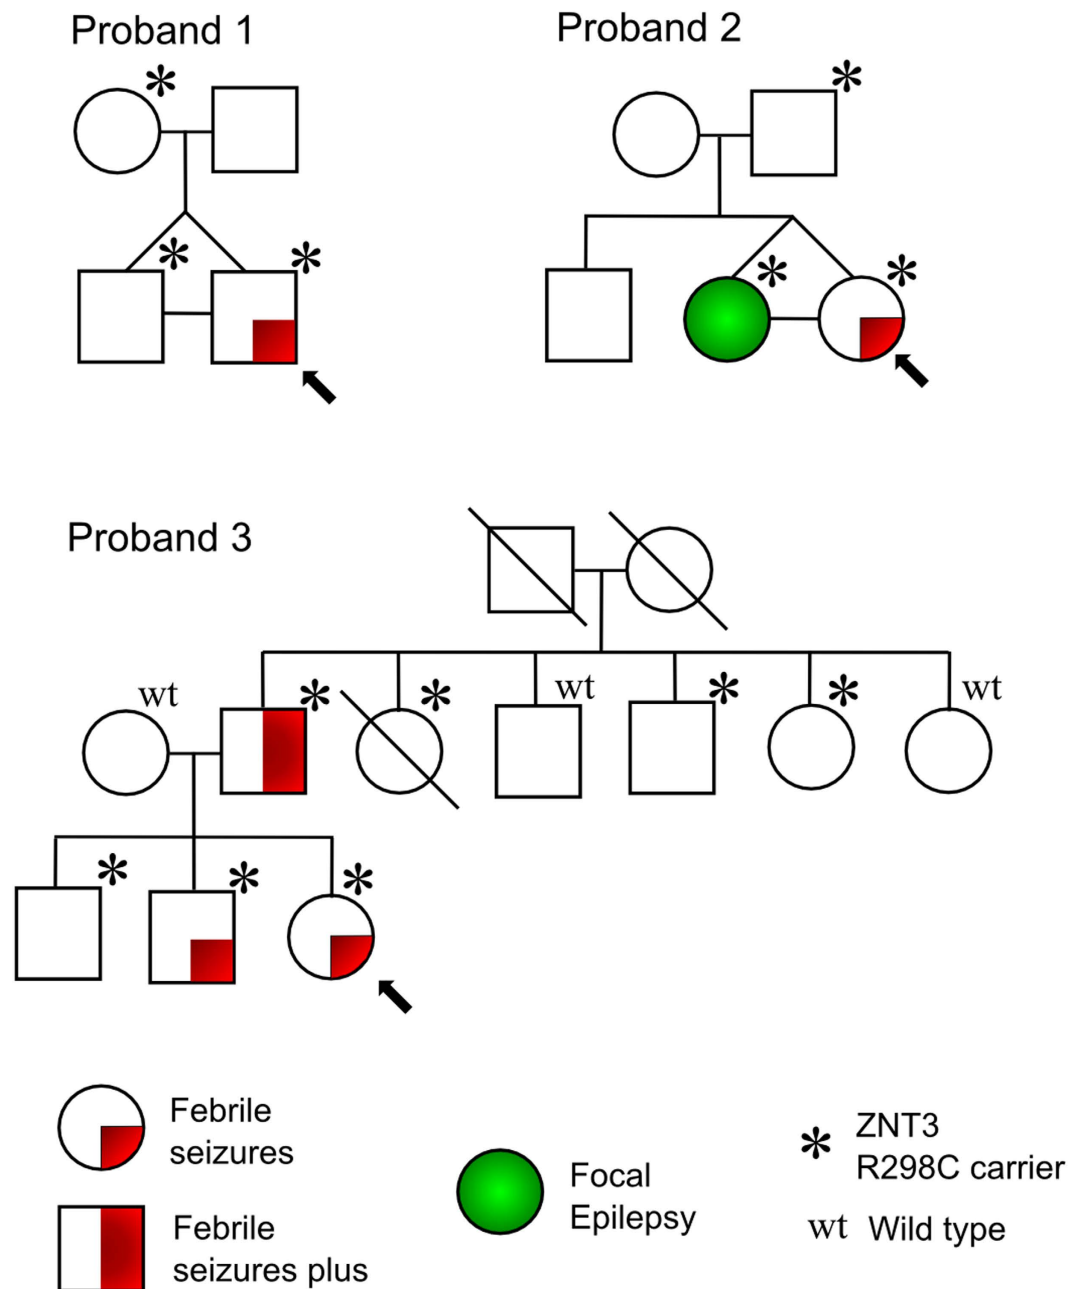 Proband 1
Proband 2
*
*
*
*
*
*
Proband 3
wt
*
*
wt
*
*
wt
*
*
*
Febrile
seizures
Febrile
seizures plus
Focal
Epilepsy
* ZNT3
R298C carrier
wt Wild type